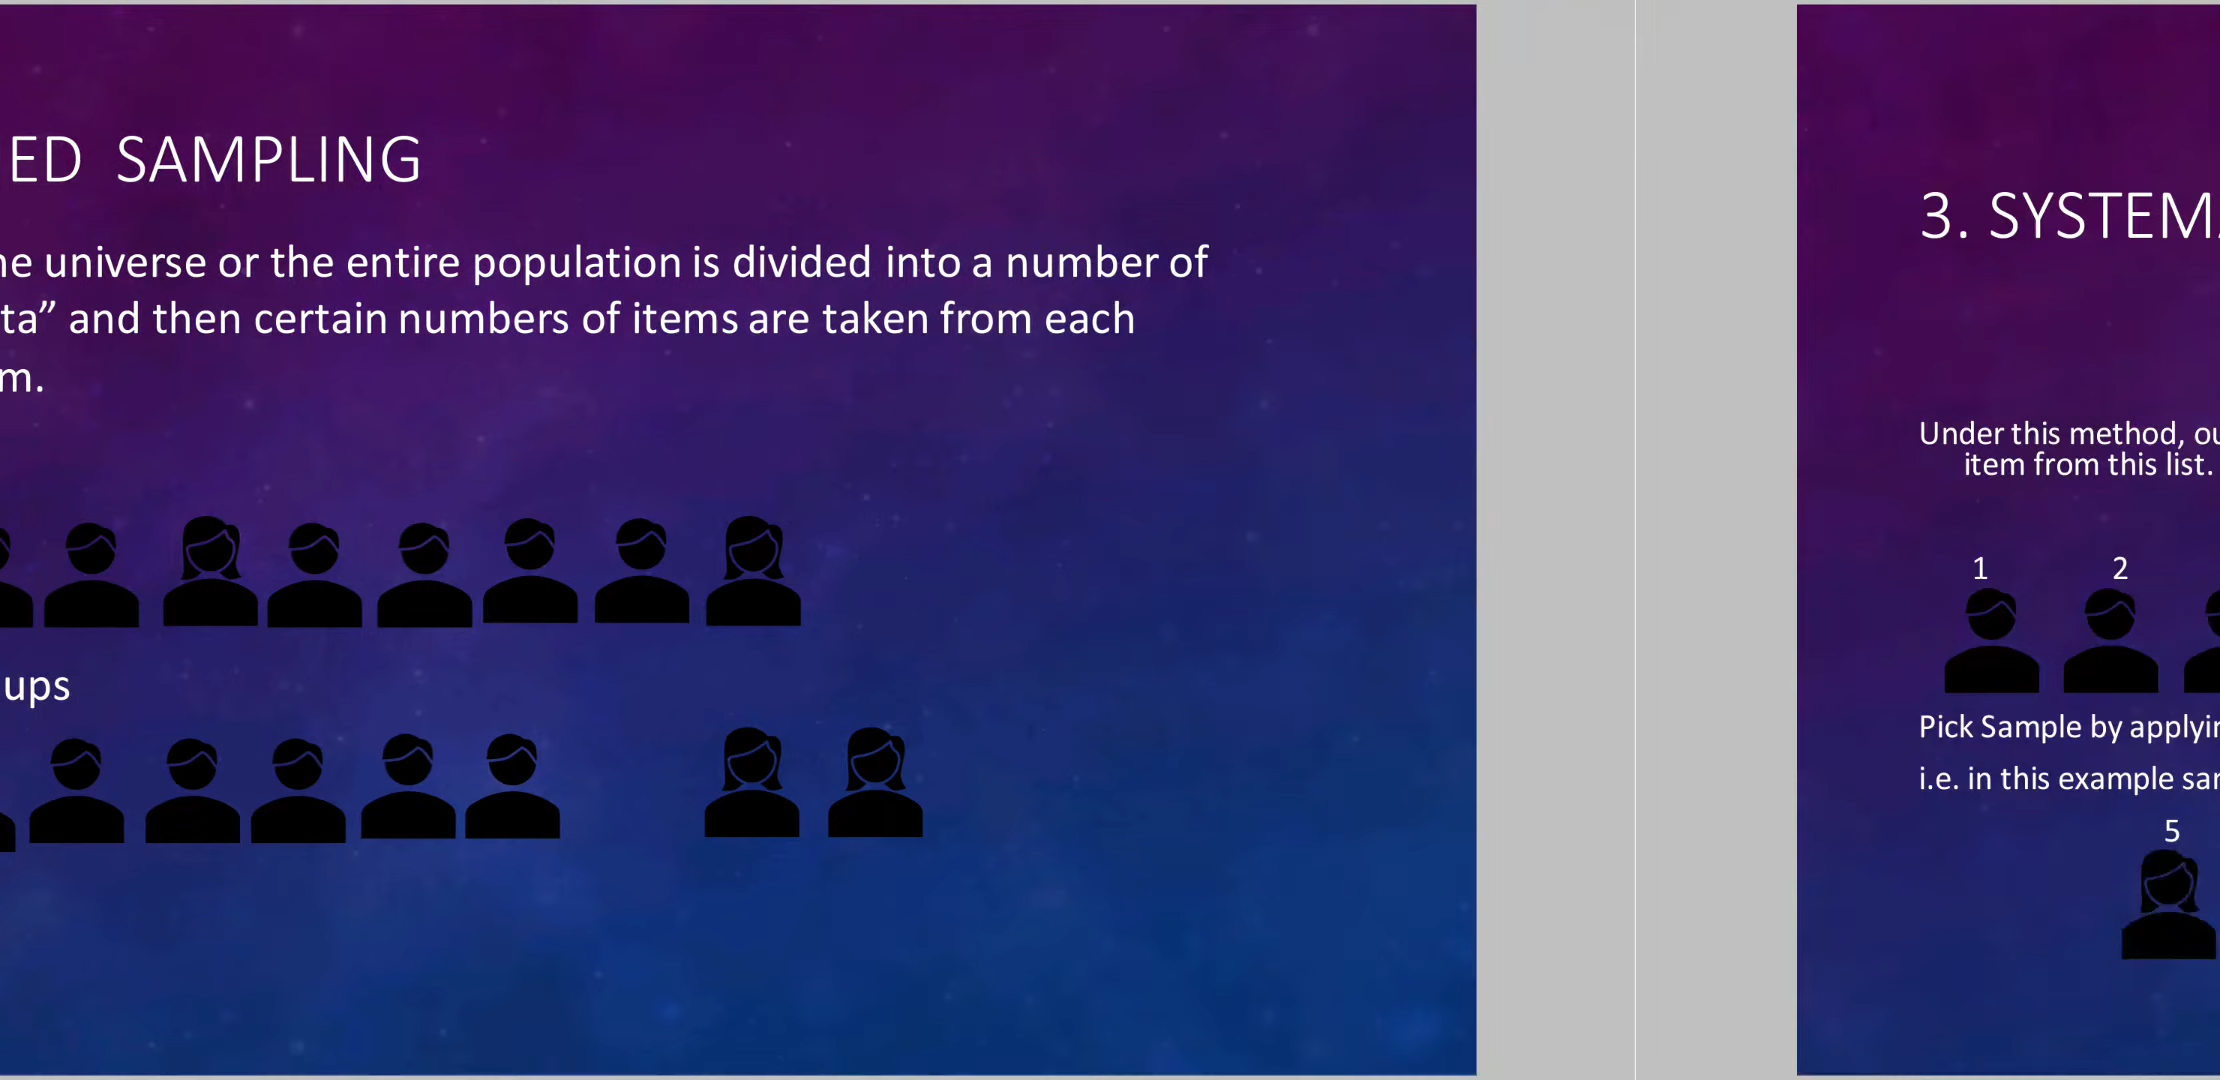 ED SAMPLING
ne universe or the entire population is divided into a number of
ta” and then certain numbers of items are taken from each
m.
ups
3. SYSTEM
Under this method, ou
item from this list.
1 2
Pick Sample by applyin
i.e. in this example sam
5